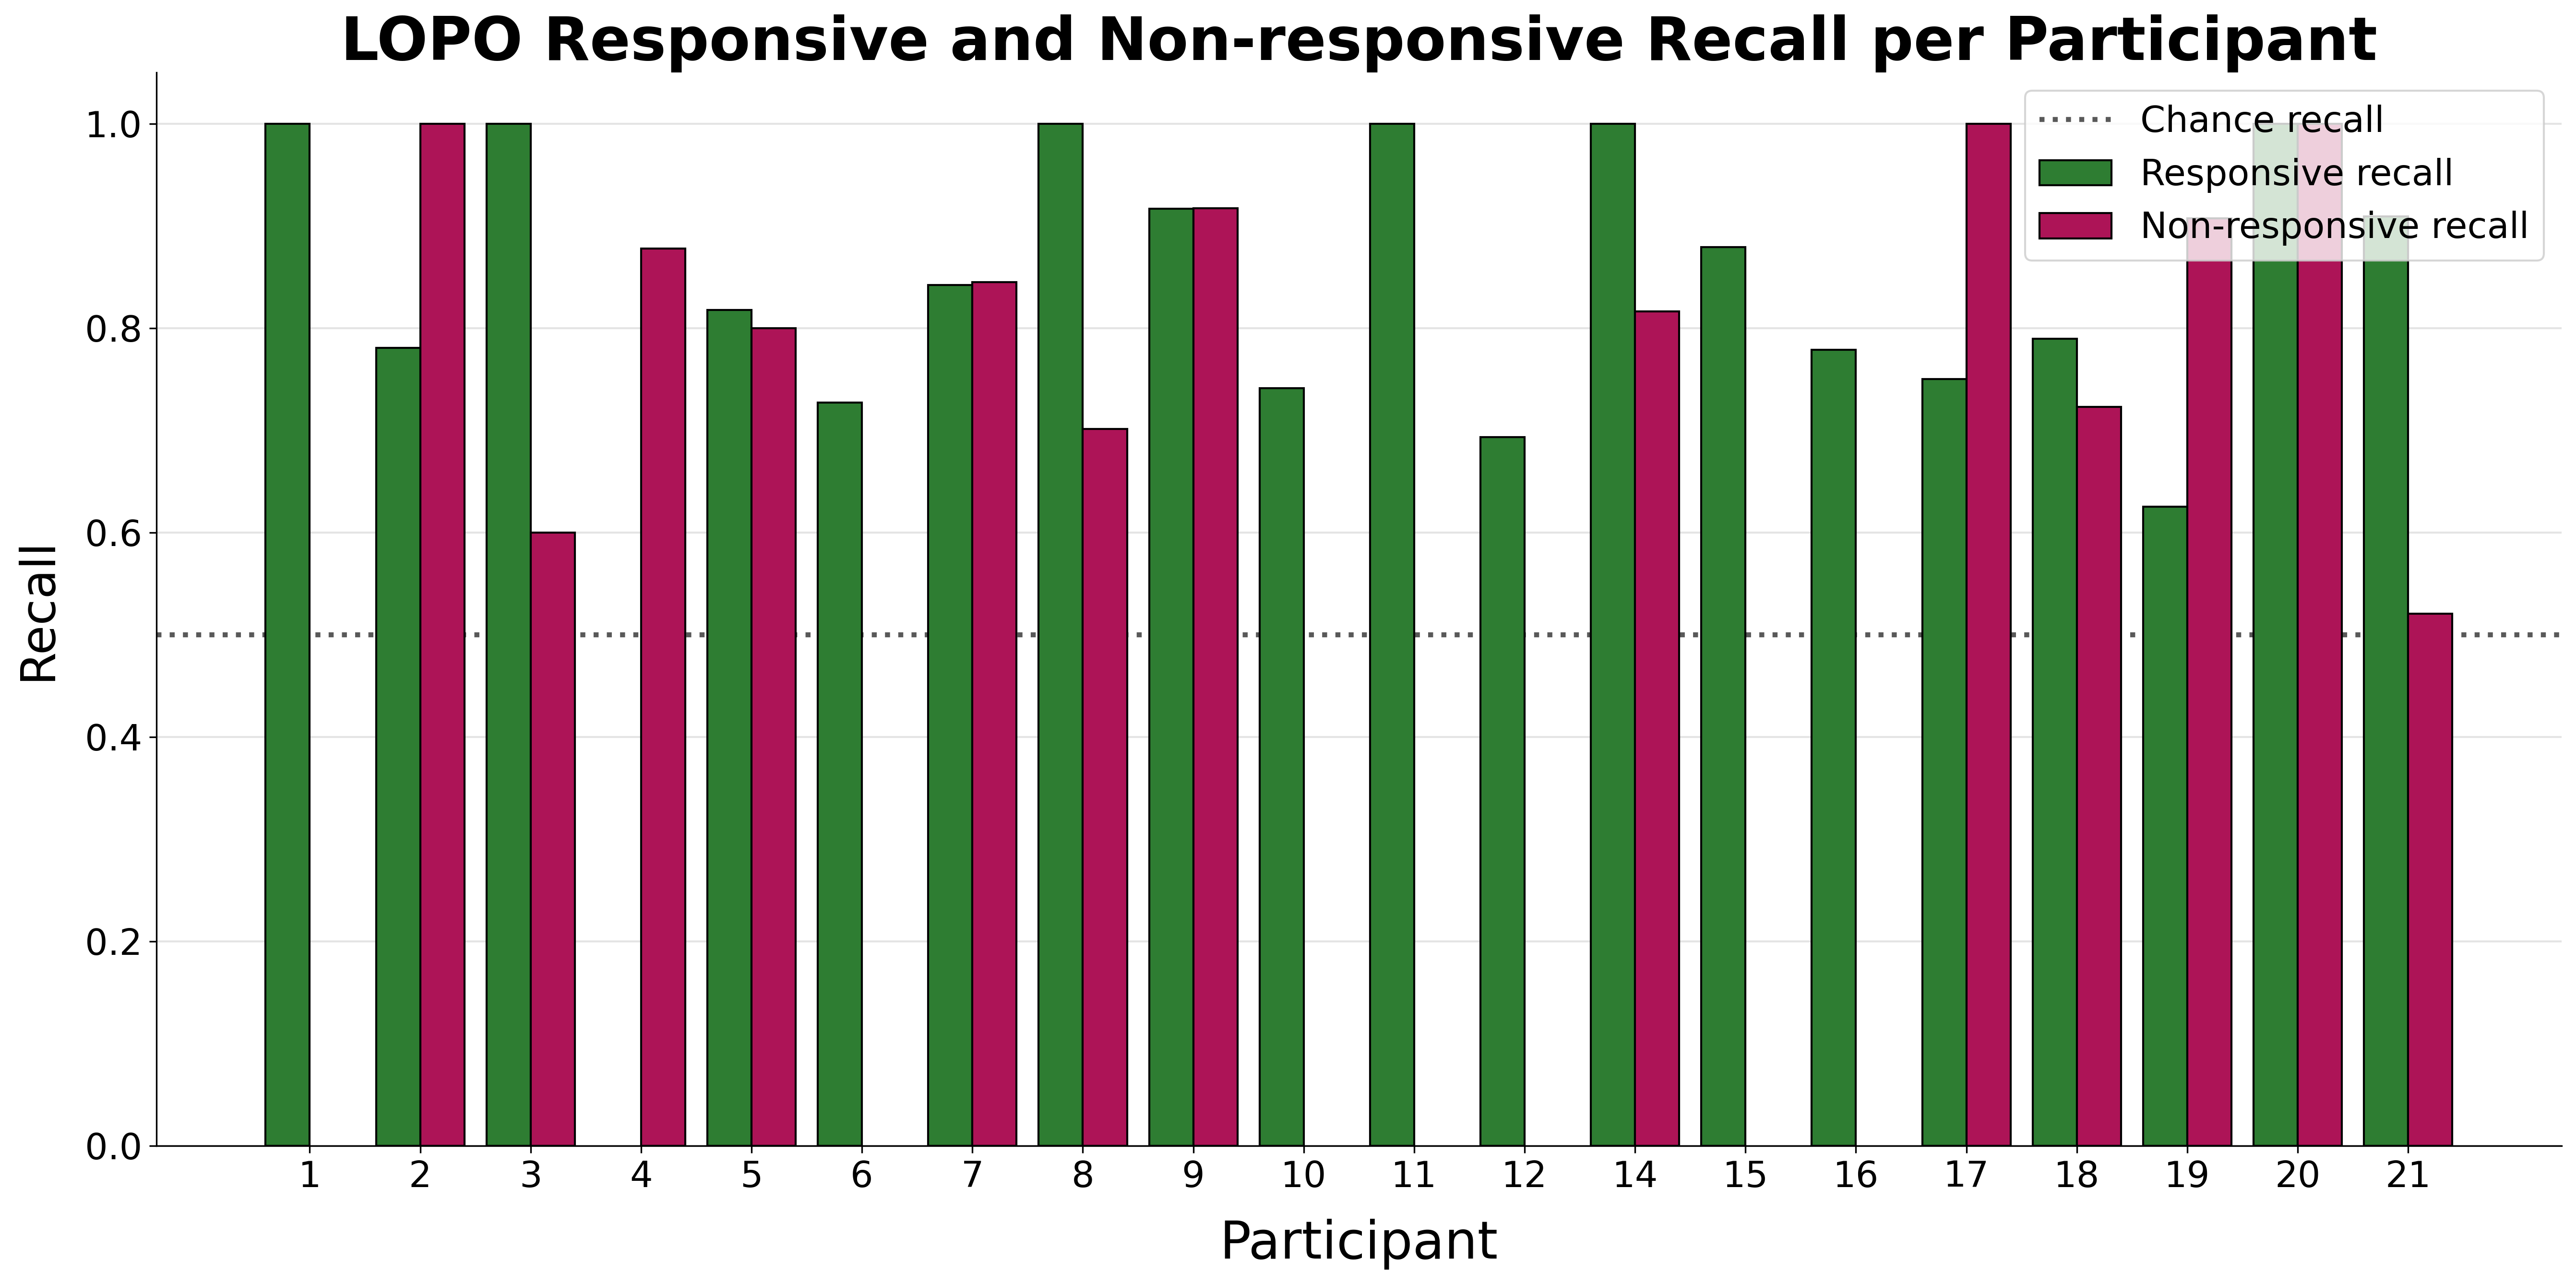 LOPO Responsive and Non-responsive Recall per Participant
Chance recall
Responsive recall
Non-responsive recall
Recall
1.0
0.8
0.6
0.4
0.2
0.0
1 2 3 4 5 6 7 8 9 10 11 12 14 15 16 17 18 19 20 21
Participant